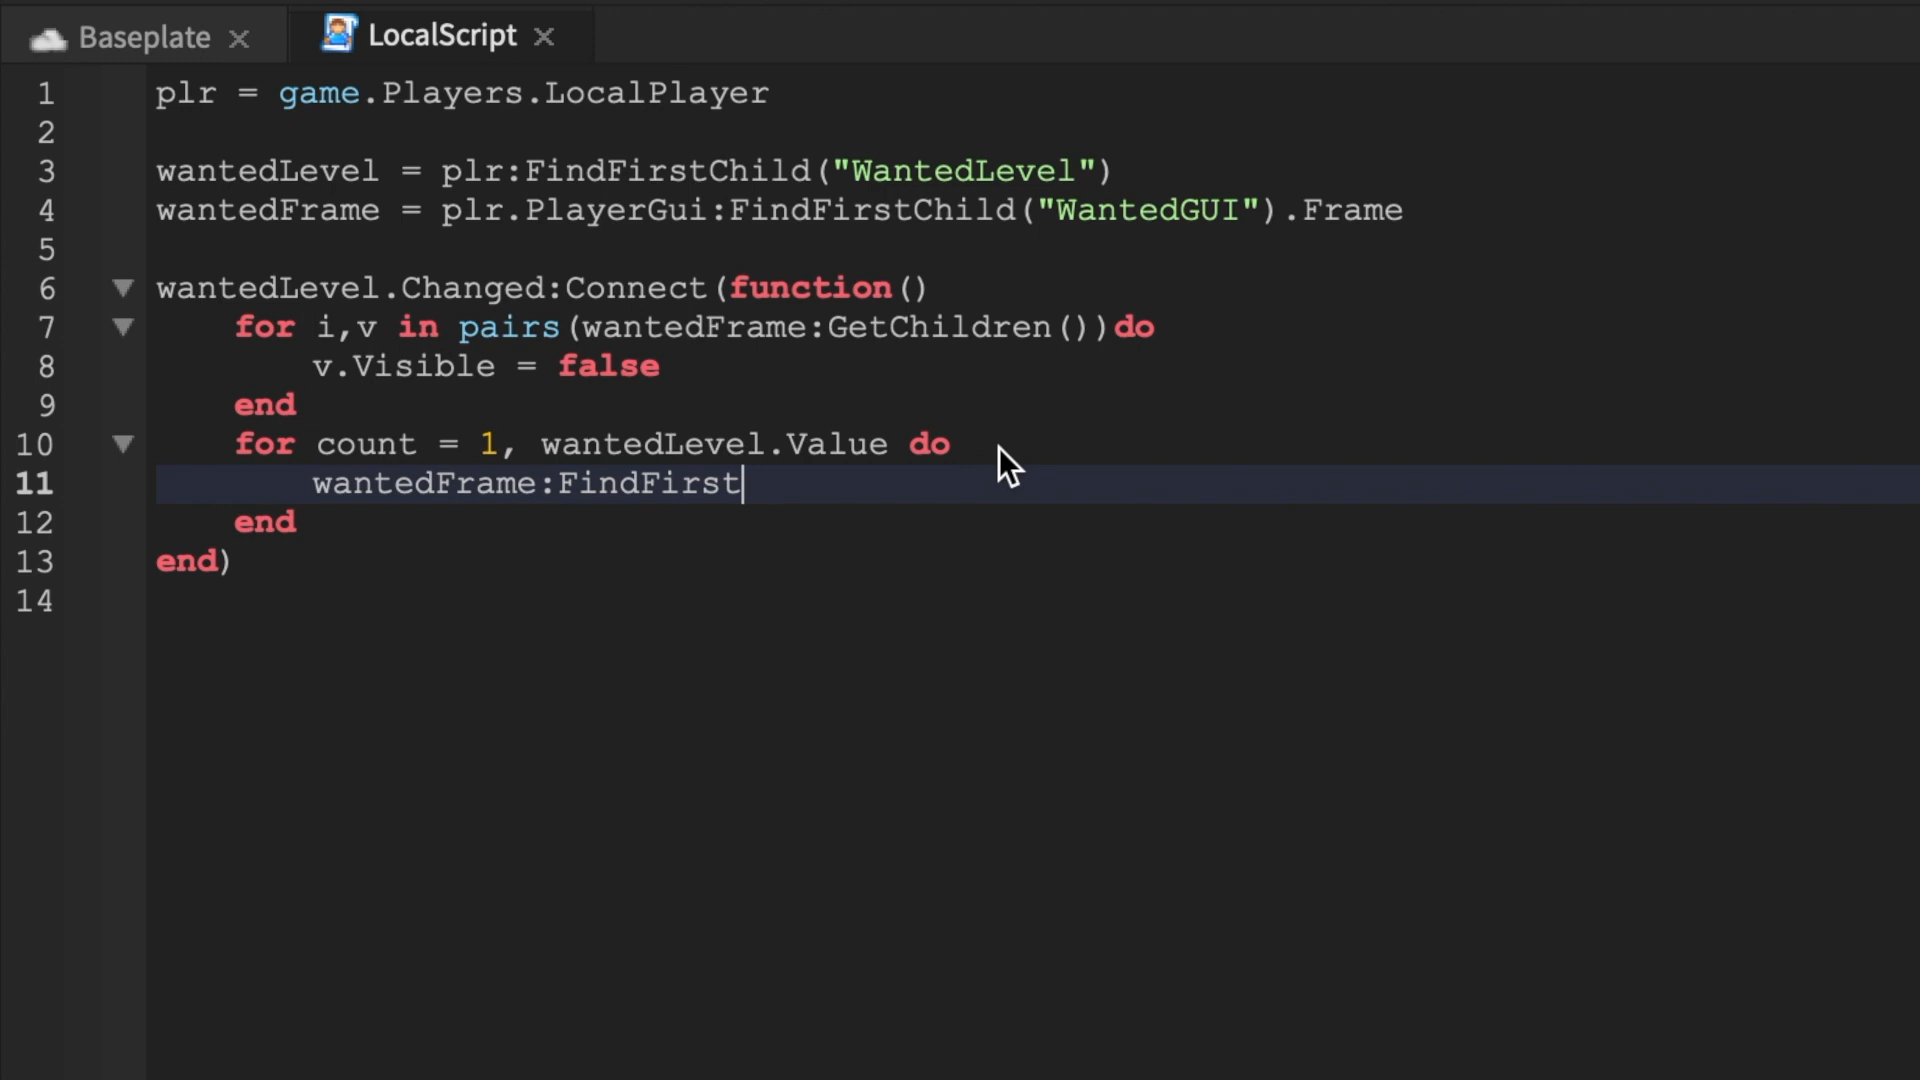 Baseplate LocalScript
1 plr = game.Players.LocalPlayer
2
3 wantedLevel = plr:FindFirstChild("WantedLevel")
4 wantedFrame = plr.PlayerGui:FindFirstChild("WantedGUI").Frame
5
6 wantedLevel.Changed:Connect(function()
7 for i,v in pairs(wantedFrame:GetChildren())do
8 v.Visible = false
9 end
10 for count = 1, wantedLevel.Value do
11 wantedFrame:FindFirst
12 end
13 end)
14